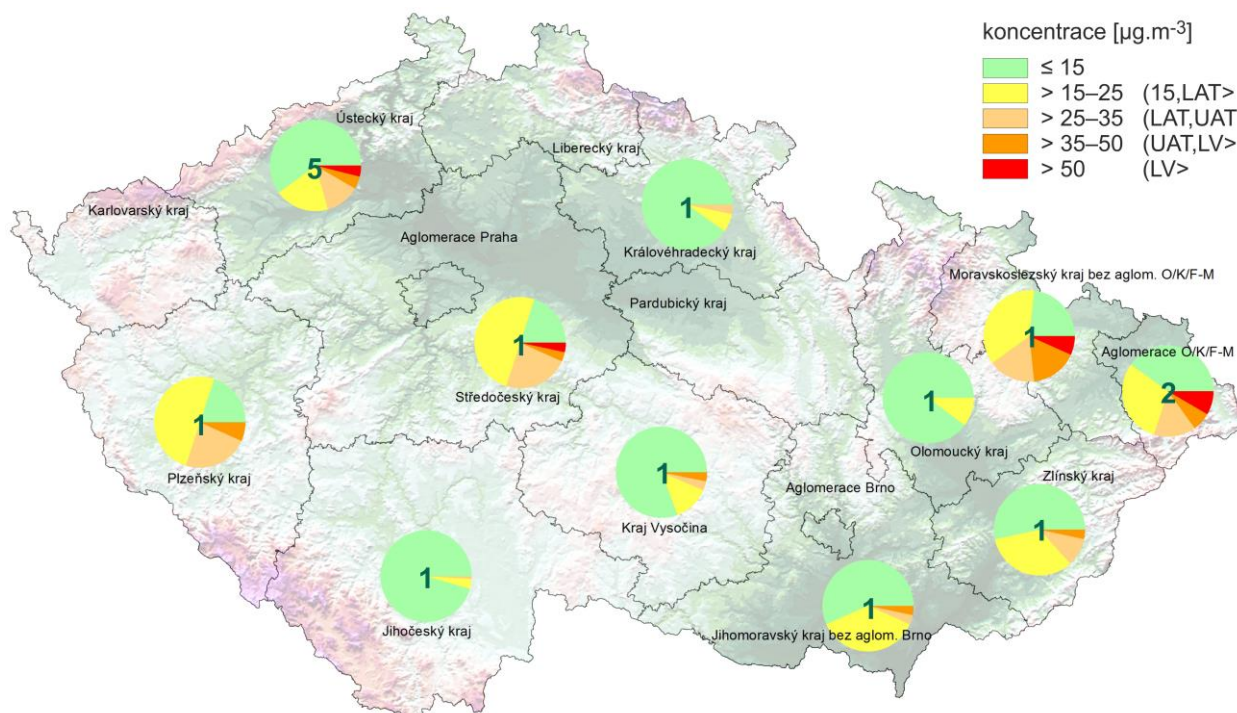 koncentrace [µg.m-3]
≤ 15
> 15–25 (15,LAT>
> 25–35 (LAT,UAT
> 35–50 (UAT,LV>
> 50 (LV>
Ústecký kraj
5
Liberecký kraj
Karlovarský kraj
1
Aglomerace Praha
Královéhradecký kraj
Moravskoslezský kraj bez aglom. O/K/F-M
Pardubický kraj
1
1
Aglomerace O/K/F-M
Středočeský kraj
1
2
1
Olomoucký kraj
Plzeňský kraj
1
Aglomerace Brno
Zlínský kraj
Kraj Vysočina
1
1
Jihočeský kraj
1
Jihomoravský kraj bez aglom. Brno